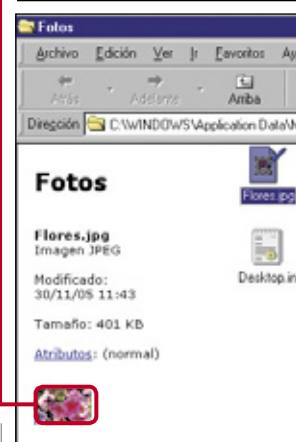 Fotos
Archivo Edición Ver Ir Favoritos
Atrás Adelante Arriba
Dirección C:\WINDOWS\Application Data\
Fotos
Flores.jpg
Flores.jpg
Imagen JPEG
Modificado:
30/11/05 11:43
Desktop.in
Tamaño: 401 KB
Atributos: (normal)